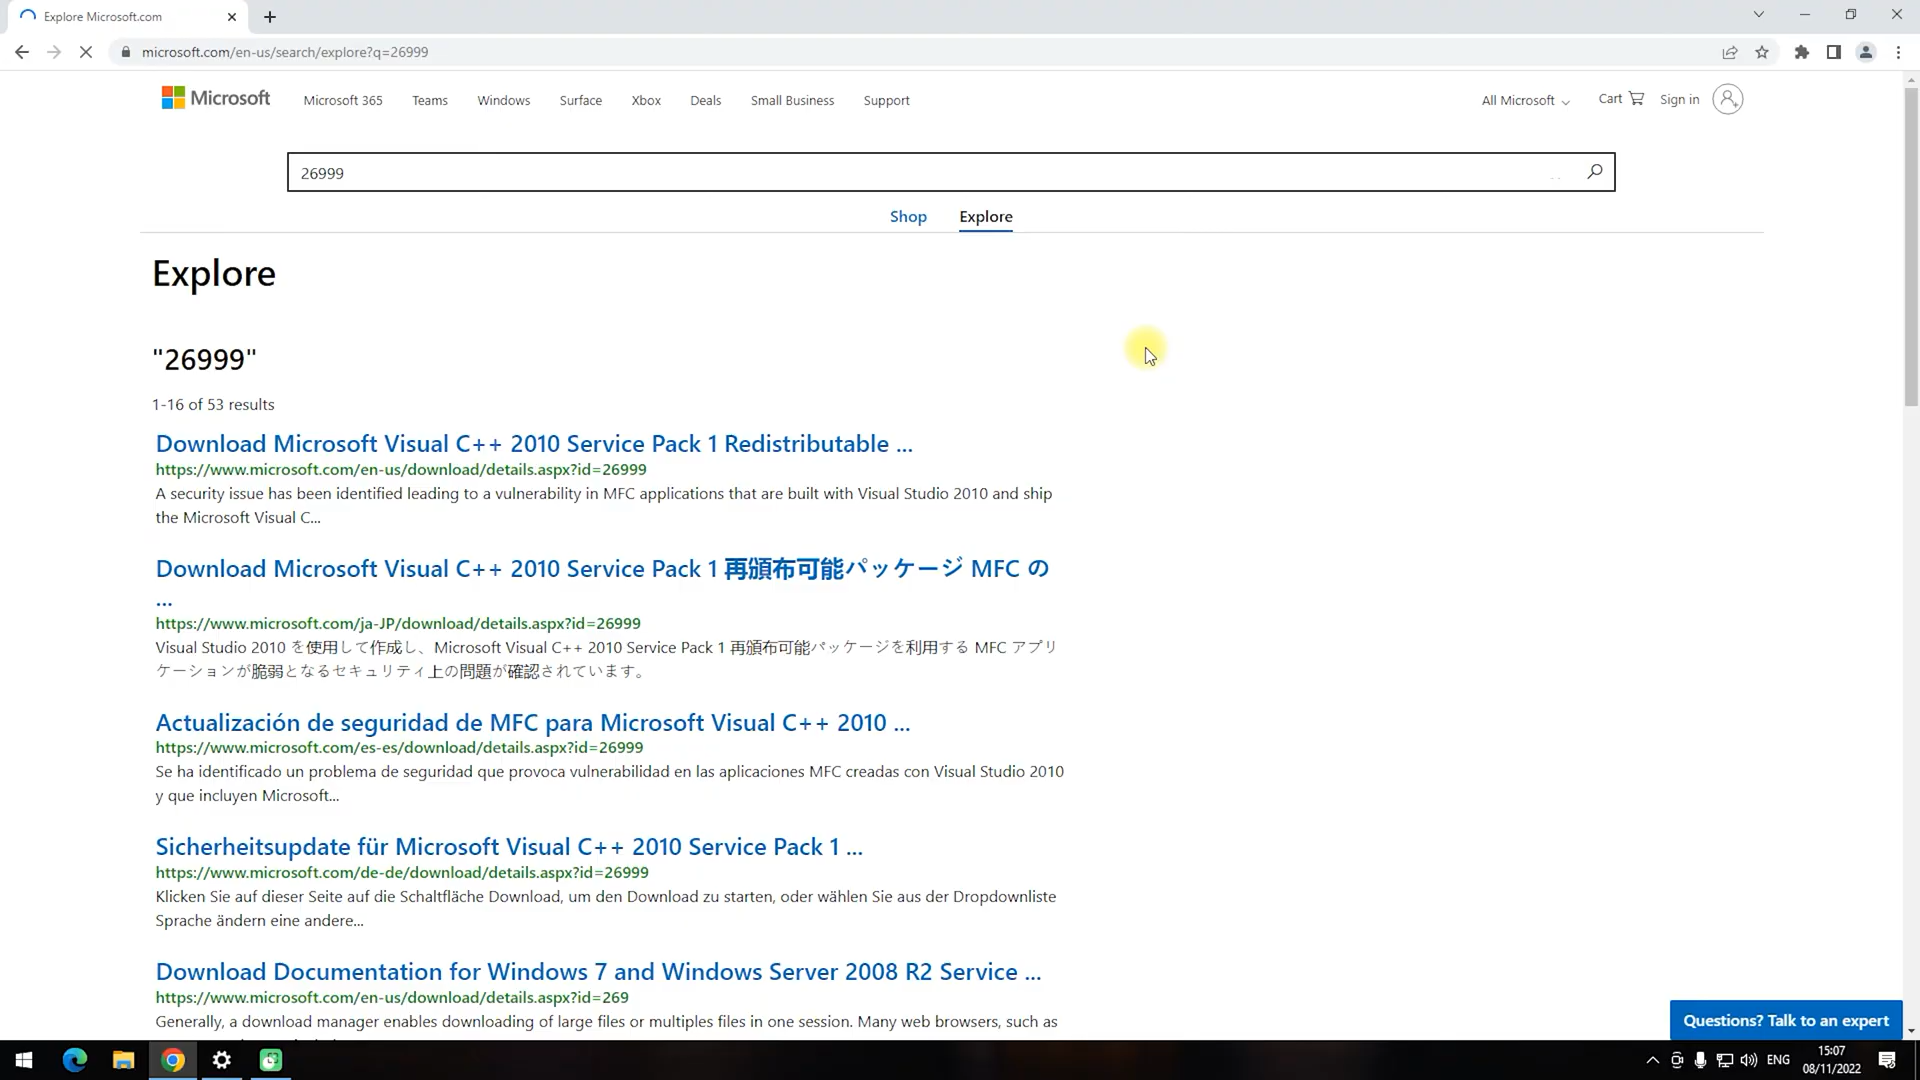 Explore Microsoft.com
microsoft.com/en-us/search/explore?q=26999
Microsoft Microsoft 365 Teams Windows Surface Xbox Deals Small Business Support All Microsoft Cart Sign in
26999
Shop Explore
Explore
"26999"
1-16 of 53 results
Download Microsoft Visual C++ 2010 Service Pack 1 Redistributable ...
https://www.microsoft.com/en-us/download/details.aspx?id=26999
A security issue has been identified leading to a vulnerability in MFC applications that are built with Visual Studio 2010 and ship
the Microsoft Visual C...
Download Microsoft Visual C++ 2010 Service Pack 1 再頒布可能パッケージ MFC の
...
https://www.microsoft.com/ja-JP/download/details.aspx?id=26999
Visual Studio 2010 を使用して作成し、Microsoft Visual C++ 2010 Service Pack 1 再頒布可能パッケージを利用する MFC アプリ
ケーションが脆弱となるセキュリティ上の問題が確認されています。
Actualización de seguridad de MFC para Microsoft Visual C++ 2010 ...
https://www.microsoft.com/es-es/download/details.aspx?id=26999
Se ha identificado un problema de seguridad que provoca vulnerabilidad en las aplicaciones MFC creadas con Visual Studio 2010
y que incluyen Microsoft...
Sicherheitsupdate für Microsoft Visual C++ 2010 Service Pack 1 ...
https://www.microsoft.com/de-de/download/details.aspx?id=26999
Klicken Sie auf dieser Seite auf die Schaltfläche Download, um den Download zu starten, oder wählen Sie aus der Dropdownliste
Sprache ändern eine andere...
Download Documentation for Windows 7 and Windows Server 2008 R2 Service ...
https://www.microsoft.com/en-us/download/details.aspx?id=269
Generally, a download manager enables downloading of large files or multiples files in one session. Many web browsers, such as
Questions? Talk to an expert
ENG
15:07
08/11/2022